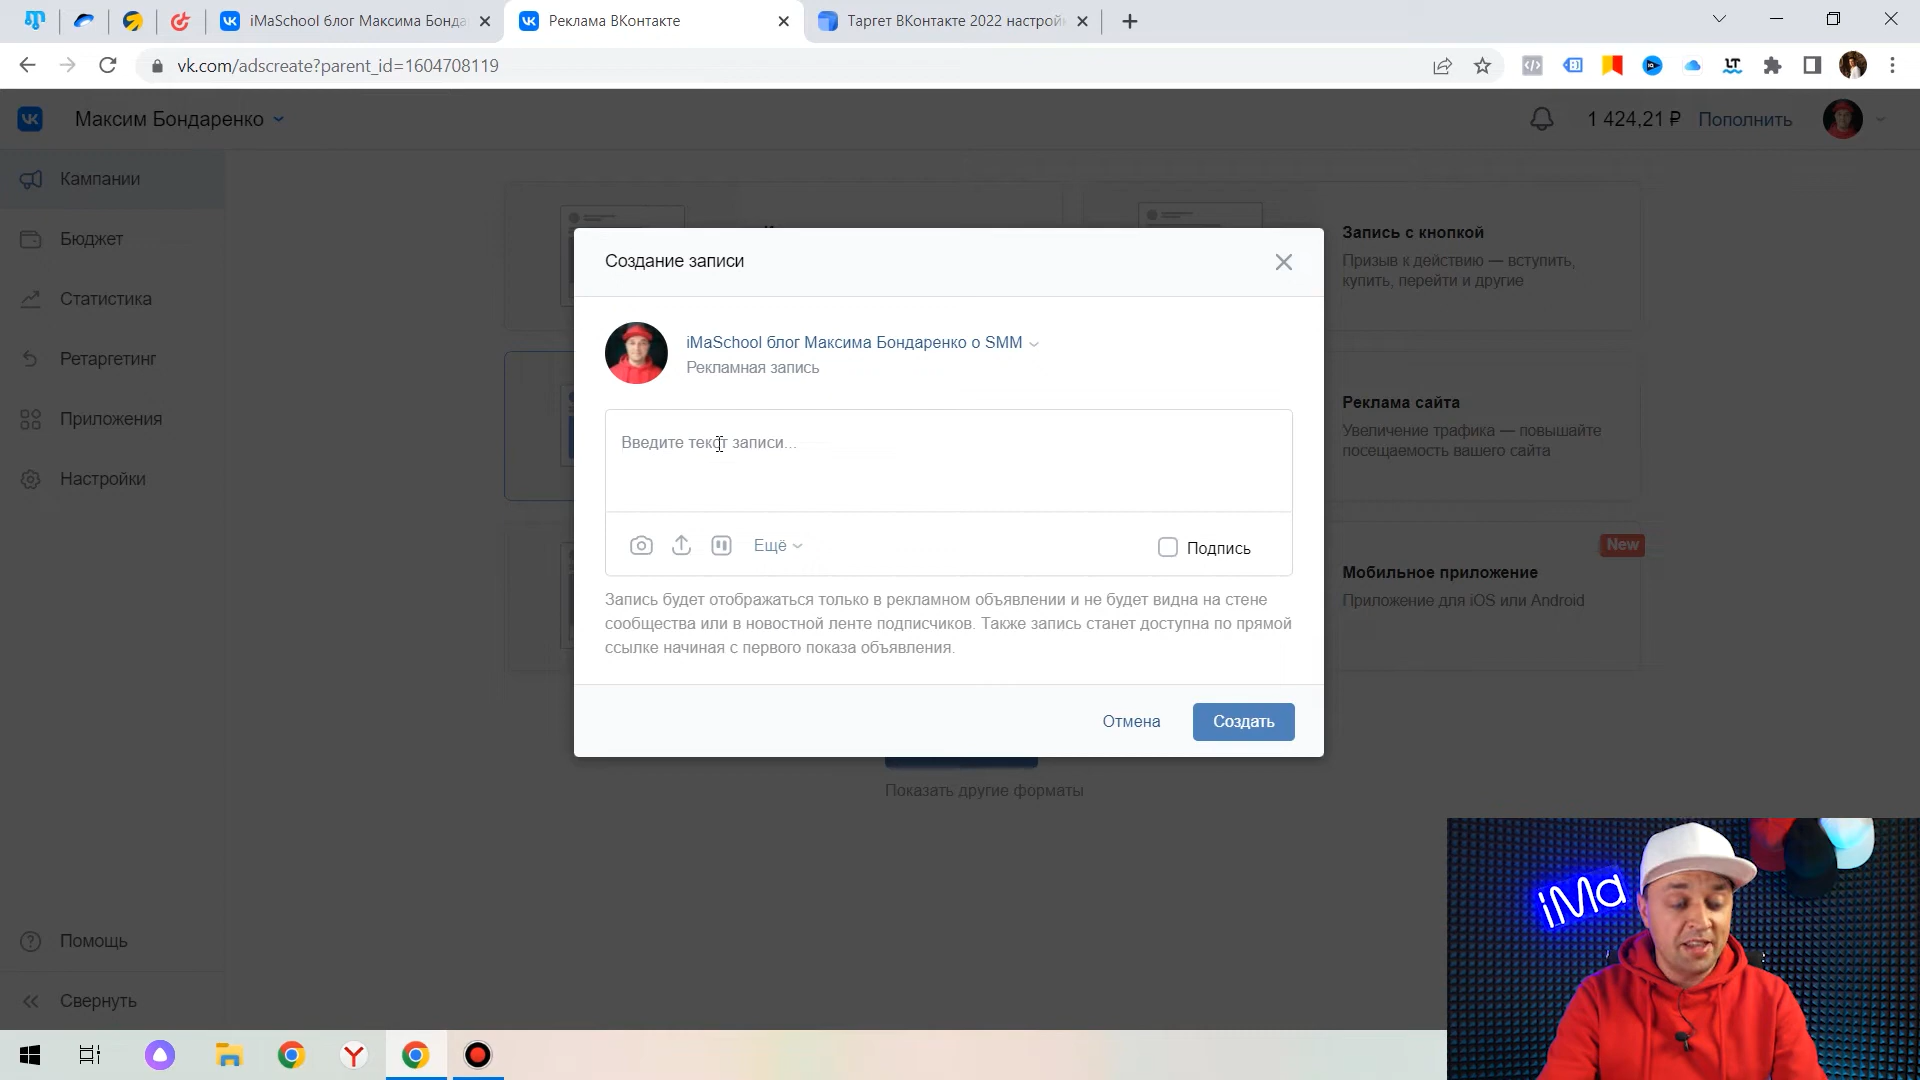 iMaSchool блог Максима Бонда
Реклама ВКонтакте
Таргет ВКонтакте 2022 настрой
vk.com/adscreate?parent_id=1604708119
Максим Бондаренко
1 424,21 ₽
Пополнить
Кампании
Бюджет
Статистика
Ретаргетинг
Приложения
Настройки
Помощь
Свернуть
Запись с кнопкой
Призыв к действию — вступить,
купить, перейти и другие
Реклама сайта
Увеличение трафика — повышайте
посещаемость вашего сайта
New
Мобильное приложение
Приложение для iOS или Android
Создание записи
iMaSchool блог Максима Бондаренко о SMM
Рекламная запись
Введите текст записи...
Ещё
Подпись
Запись будет отображаться только в рекламном объявлении и не будет видна на стене
сообщества или в новостной ленте подписчиков. Также запись станет доступна по прямой
ссылке начиная с первого показа объявления.
Отмена
Создать
Показать другие форматы
iMa